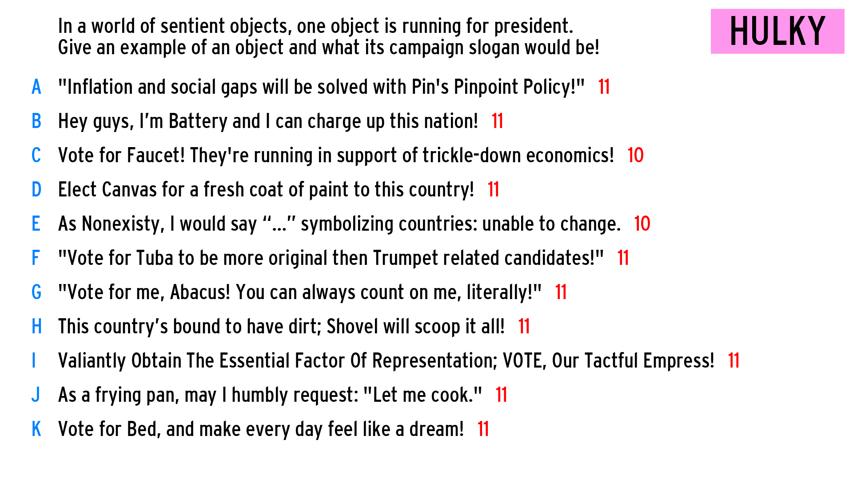 In a world of sentient objects, one object is running for president.
Give an example of an object and what its campaign slogan would be!
HULKY
A "Inflation and social gaps will be solved with Pin's Pinpoint Policy!" 11
B Hey guys, I'm Battery and I can charge up this nation! 11
C Vote for Faucet! They're running in support of trickle-down economics! 10
D Elect Canvas for a fresh coat of paint to this country! 11
E As Nonexisty, I would say “...” symbolizing countries: unable to change. 10
F "Vote for Tuba to be more original then Trumpet related candidates!" 11
G "Vote for me, Abacus! You can always count on me, literally!" 11
H This country’s bound to have dirt; Shovel will scoop it all! 11
I Valiantly Obtain The Essential Factor Of Representation; VOTE, Our Tactful Empress! 11
J As a frying pan, may I humbly request: "Let me cook." 11
K Vote for Bed, and make every day feel like a dream! 11